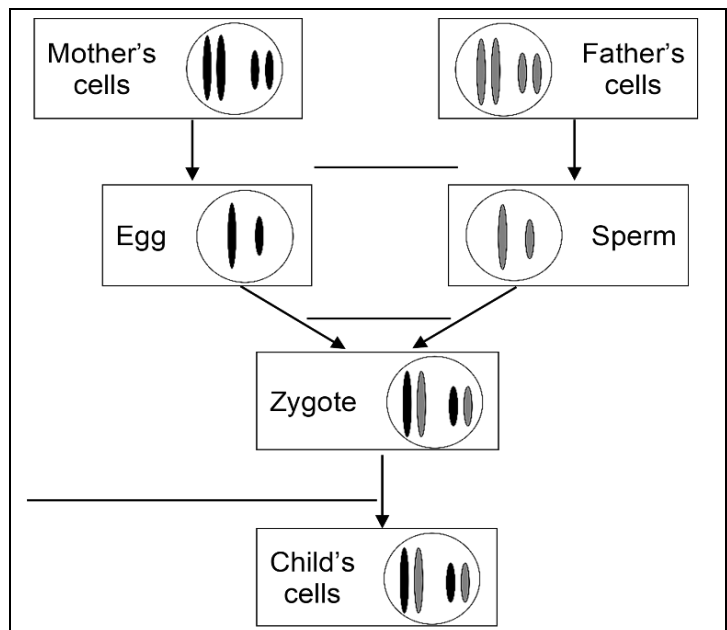 Mother's
cells
Father's
cells
Egg
Sperm
Zygote
Child's
cells